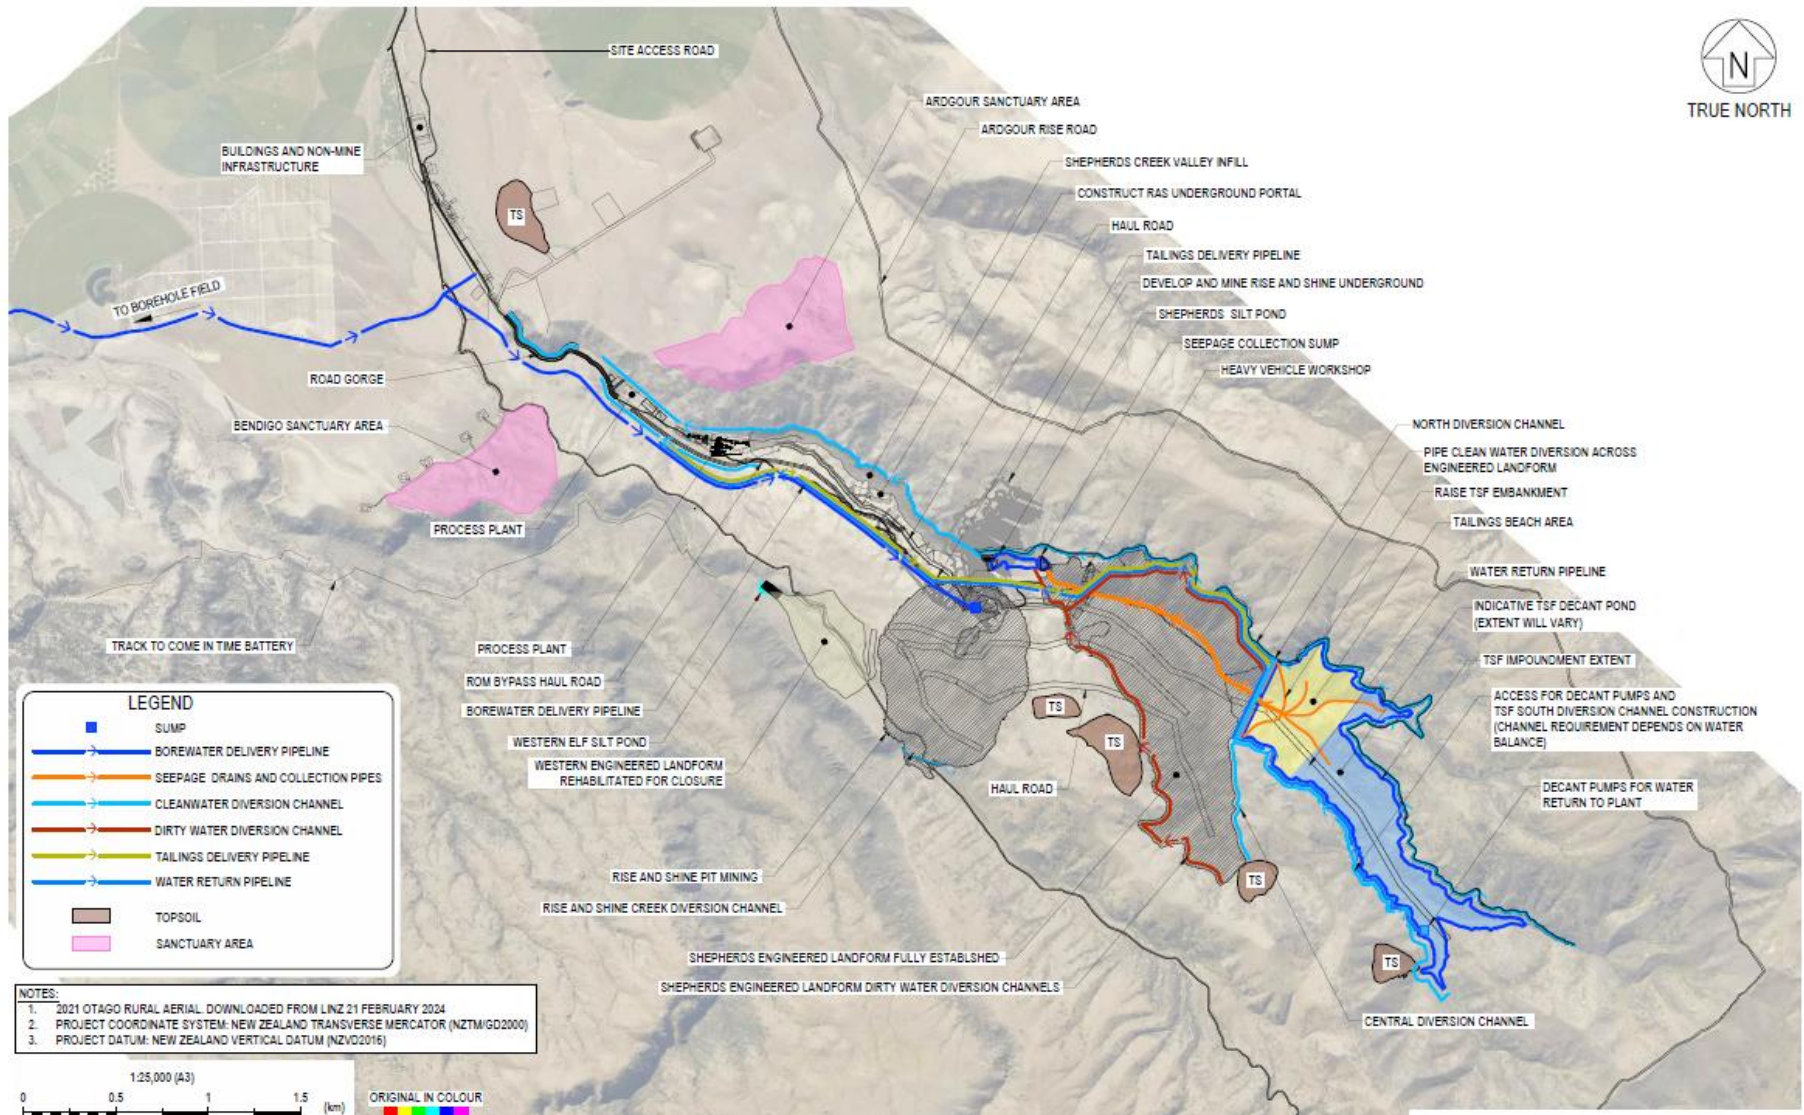 SITE ACCESS ROAD
N
TRUE NORTH
ARDGOUR SANCTUARY AREA
ARDGOUR RISE ROAD
BUILDINGS AND NON-MINE
INFRASTRUCTURE
SHEPHERDS CREEK VALLEY INFILL
CONSTRUCT RAS UNDERGROUND PORTAL
TS
HAUL ROAD
TAILINGS DELIVERY PIPELINE
DEVELOP AND MINE RISE AND SHINE UNDERGROUND
TO BOREHOLE FIELD
SHEPHERDS SILT POND
SEEPAGE COLLECTION SUMP
HEAVY VEHICLE WORKSHOP
ROAD GORGE
BENDIGO SANCTUARY AREA
NORTH DIVERSION CHANNEL
PIPE CLEAN WATER DIVERSION ACROSS
ENGINEERED LANDFORM
RAISE TSF EMBANKMENT
TAILINGS BEACH AREA
PROCESS PLANT
WATER RETURN PIPELINE
INDICATIVE TSF DECANT POND
(EXTENT WILL VARY)
TRACK TO COME IN TIME BATTERY
PROCESS PLANT
TSF IMPOUNDMENT EXTENT
ROM BYPASS HAUL ROAD
ACCESS FOR DECANT PUMPS AND
TSF SOUTH DIVERSION CHANNEL CONSTRUCTION
(CHANNEL REQUIREMENT DEPENDS ON WATER
BALANCE)
BOREWATER DELIVERY PIPELINE
TS
WESTERN ELF SILT POND
TS
WESTERN ENGINEERED LANDFORM
REHABILITATED FOR CLOSURE
HAUL ROAD
DECANT PUMPS FOR WATER
RETURN TO PLANT
RISE AND SHINE PIT MINING
TS
RISE AND SHINE CREEK DIVERSION CHANNEL
SHEPHERDS ENGINEERED LANDFORM FULLY ESTABLSHED
TS
SHEPHERDS ENGINEERED LANDFORM DIRTY WATER DIVERSION CHANNELS
CENTRAL DIVERSION CHANNEL
LEGEND
SUMP
BOREWATER DELIVERY PIPELINE
SEEPAGE DRAINS AND COLLECTION PIPES
CLEANWATER DIVERSION CHANNEL
DIRTY WATER DIVERSION CHANNEL
TAILINGS DELIVERY PIPELINE
WATER RETURN PIPELINE
TOPSOIL
SANCTUARY AREA
NOTES:
1. 2021 OTAGO RURAL AERIAL. DOWNLOADED FROM LINZ 21 FEBRUARY 2024
2. PROJECT COORDINATE SYSTEM: NEW ZEALAND TRANSVERSE MERCATOR (NZTM/GD2000)
3. PROJECT DATUM: NEW ZEALAND VERTICAL DATUM (NZVD2016)
1:25,000 (A3)
0 0.5 1 1.5 (km)
ORIGINAL IN COLOUR